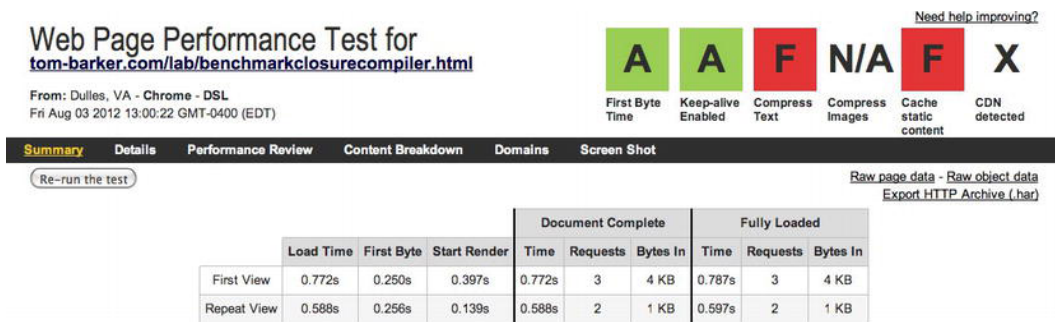 Need help improving?
Web Page Performance Test for
tom-barker.com/lab/benchmarkclosurecompiler.html
From: Dulles, VA - Chrome - DSL
Fri Aug 03 2012 13:00:22 GMT-0400 (EDT)
A A F N/A F X
First Byte Time Keep-alive Enabled Compress Text Compress Images Cache static content CDN detected
Summary Details Performance Review Content Breakdown Domains Screen Shot
Re-run the test
Raw page data - Raw object data
Export HTTP Archive (.har)
Document Complete Fully Loaded
Load Time First Byte Start Render Time Requests Bytes In Time Requests Bytes In
First View 0.772s 0.250s 0.397s 0.772s 3 4 KB 0.787s 3 4 KB
Repeat View 0.588s 0.256s 0.139s 0.588s 2 1 KB 0.597s 2 1 KB